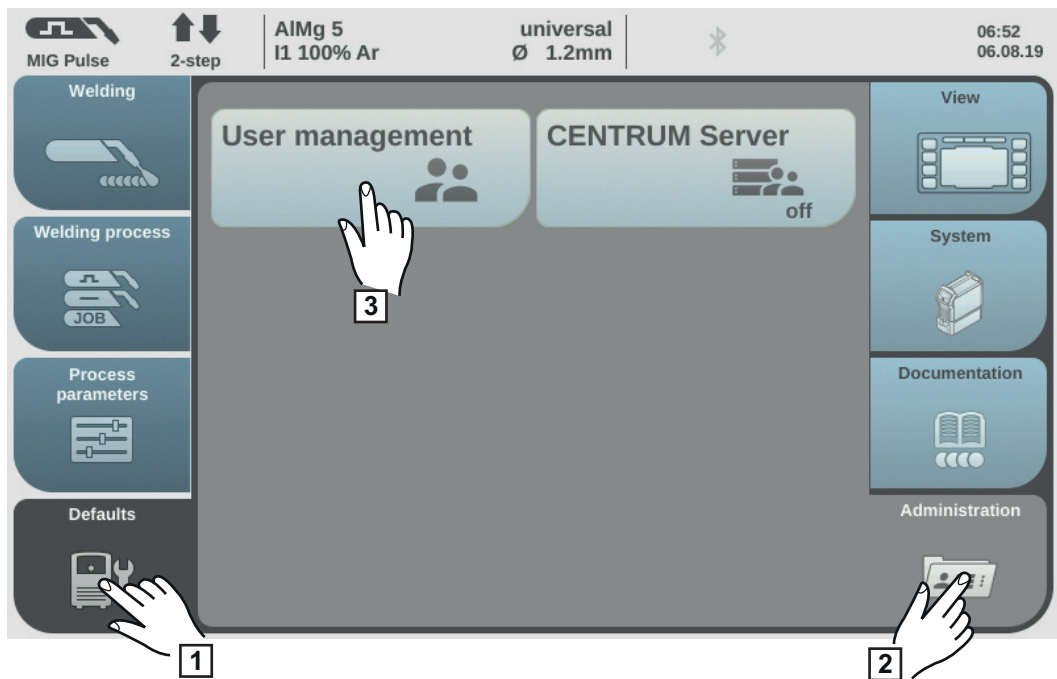 MIG Pulse
2-step
AlMg 5
I1 100% Ar
universal
Ø 1.2mm
06:52
06.08.19
Welding
Welding process
JOB
Process
parameters
Defaults
User management
CENTRUM Server
off
View
System
Documentation
Administration
3
1
2